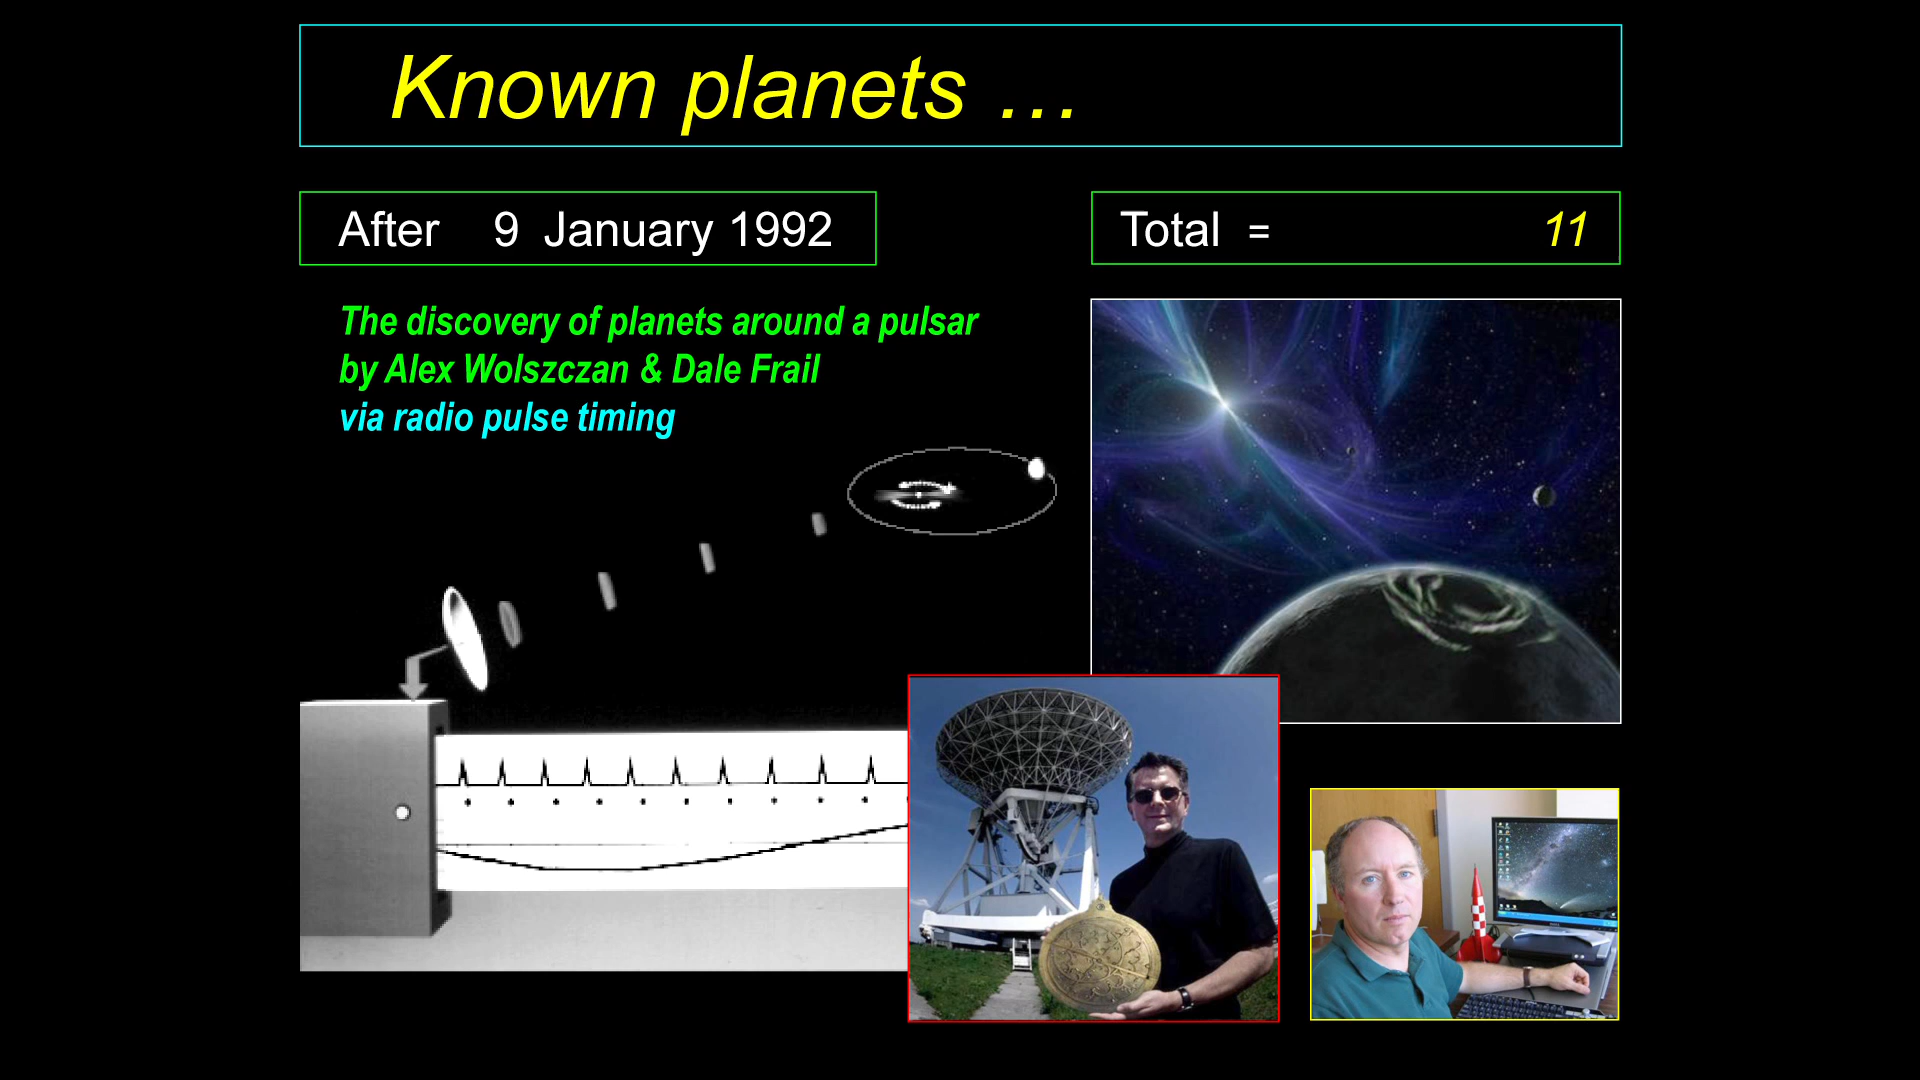 Known planets …
After 9 January 1992
Total = 11
The discovery of planets around a pulsar
by Alex Wolszczan & Dale Frail
via radio pulse timing